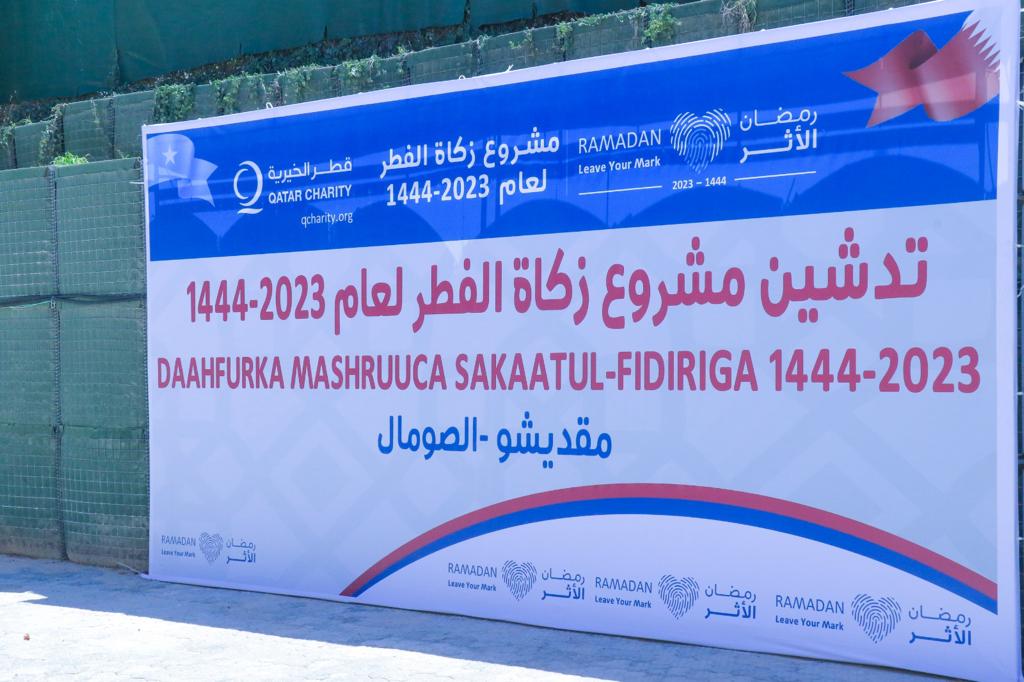 قطر الخيرية
QATAR CHARITY
qcharity.org
مشروع زكاة الفطر
لعام 2023-1444
RAMADAN رمضان
Leave Your Mark الأثر
2023 – 1444
تدشين مشروع زكاة الفطر لعام 2023-1444
DAAHFURKA MASHRUUCA SAKAATUL-FIDIRIGA 1444-2023
مقديشو -الصومال
RAMADAN رمضان
Leave Your Mark الأثر
RAMADAN رمضان
Leave Your Mark الأثر
RAMADAN رمضان
Leave Your Mark الأثر
RAMADAN رمضان
Leave Your Mark الأثر